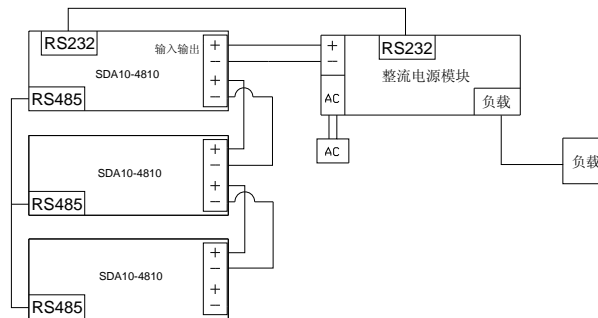 RS232
输入输出
+
−
SDA10-4810
+
−
RS485
+
−
RS232
整流电源模块
AC
负载
AC
负载
+
−
SDA10-4810
+
−
RS485
+
−
SDA10-4810
+
−
RS485